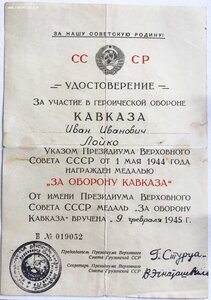 ЗА НАШУ СОВЕТСКУЮ РОДИНУ!
СС СР
УДОСТОВЕРЕНИЕ
ЗА УЧАСТИЕ В ГЕРОИЧЕСКОЙ ОБОРОНЕ
КАВКАЗА
Иван Иванович
Лойко
УКАЗОМ ПРЕЗИДИУМА ВЕРХОВНОГО
СОВЕТА СССР ОТ 1 МАЯ 1944 ГОДА
НАГРАЖДЕН МЕДАЛЬЮ
"ЗА ОБОРОНУ КАВКАЗА"
ОТ ИМЕНИ ПРЕЗИДИУМА ВЕРХОВНОГО
СОВЕТА СССР МЕДАЛЬ „ЗА ОБОРОНУ
КАВКАЗА" ВРУЧЕНА „9" февраля 1945 г.
Е № 019052
Председатель Президиума Верховного
Совета Грузинской ССР
Г. Стуруа
Секретарь Президиума Верховного
Совета Грузинской ССР